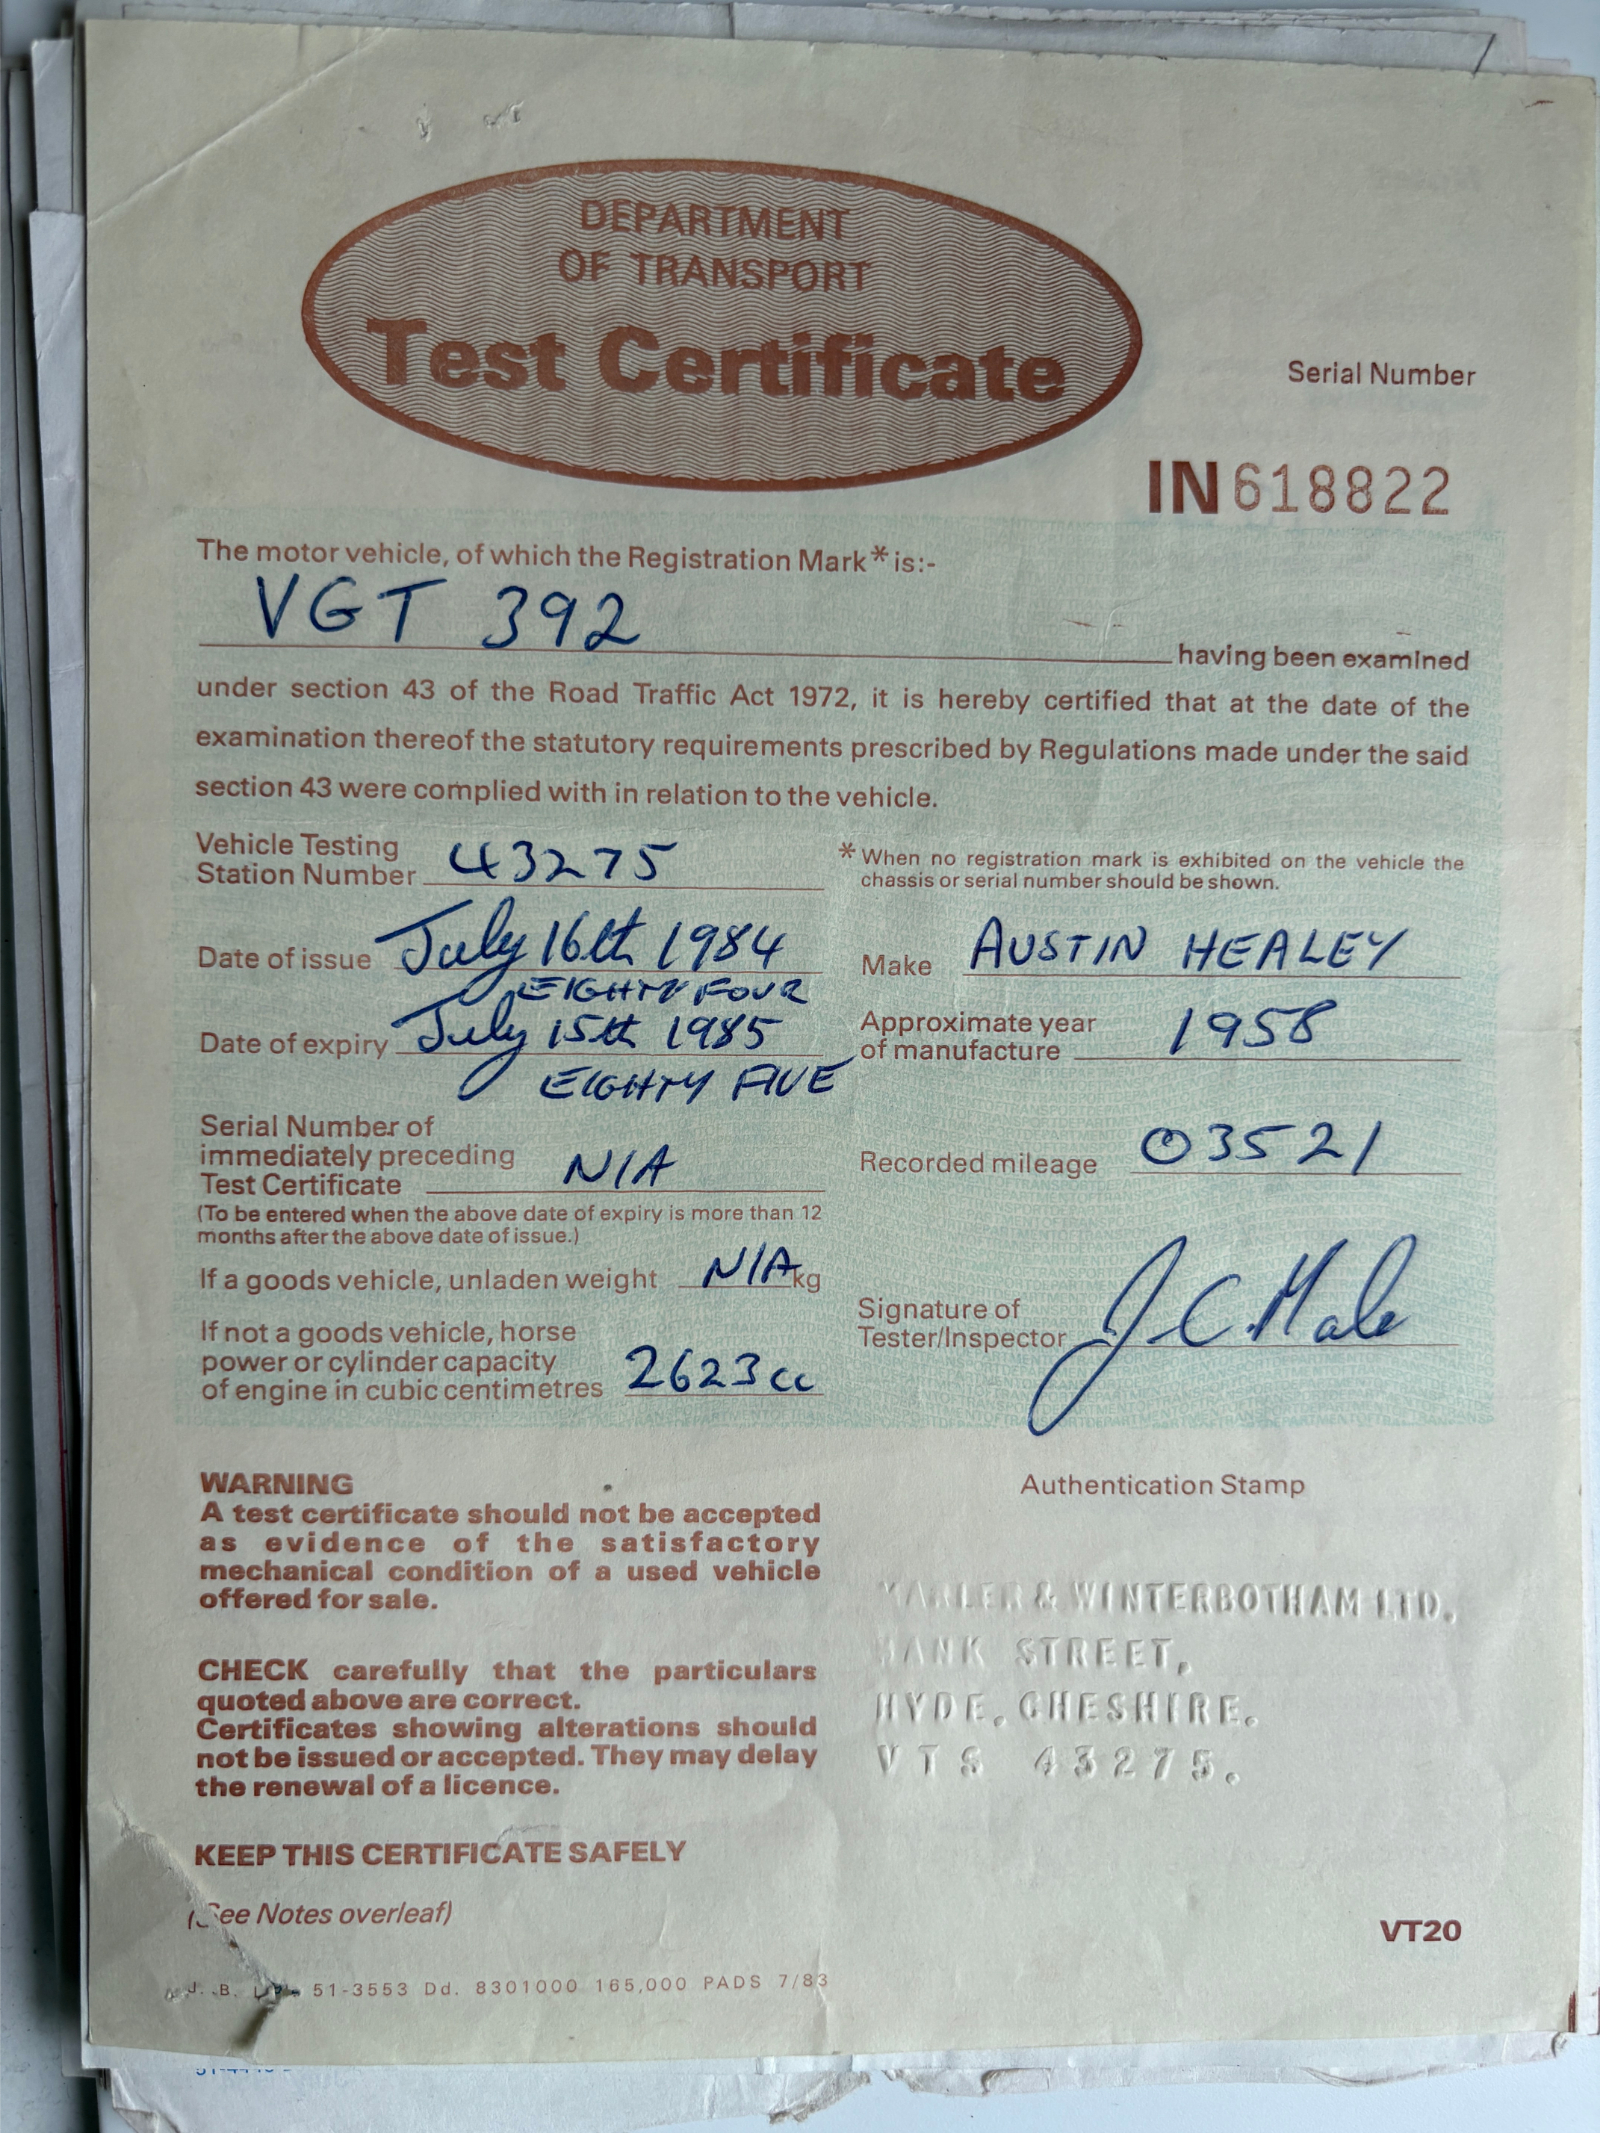 DEPARTMENT
OF TRANSPORT
Test Certificate
Serial Number
IN 618822
The motor vehicle, of which the Registration Mark * is:-
VGT 392
having been examined
under section 43 of the Road Traffic Act 1972, it is hereby certified that at the date of the
examination thereof the statutory requirements prescribed by Regulations made under the said
section 43 were complied with in relation to the vehicle.
Vehicle Testing
Station Number 43275
* When no registration mark is exhibited on the vehicle the
chassis or serial number should be shown.
Date of issue July 16th 1984
EIGHTY FOUR
Make AUSTIN HEALEY
Date of expiry July 15th 1985
EIGHTY FIVE
Approximate year
of manufacture 1958
Serial Number of
immediately preceding
Test Certificate N/A
(To be entered when the above date of expiry is more than 12
months after the above date of issue.)
Recorded mileage 03521
If a goods vehicle, unladen weight N/A kg
If not a goods vehicle, horse
power or cylinder capacity
of engine in cubic centimetres 2623cc
Signature of
Tester/Inspector J.C. Male
WARNING
A test certificate should not be accepted
as evidence of the satisfactory
mechanical condition of a used vehicle
offered for sale.
CHECK carefully that the particulars
quoted above are correct.
Certificates showing alterations should
not be issued or accepted. They may delay
the renewal of a licence.
KEEP THIS CERTIFICATE SAFELY
(See Notes overleaf)
Authentication Stamp
& WINTERBOTHAM LTD.
STREET,
HYDE. CHESHIRE.
VTS 43275.
VT20
J. B. 51-3553 Dd. 8301000 165,000 PADS 7/83